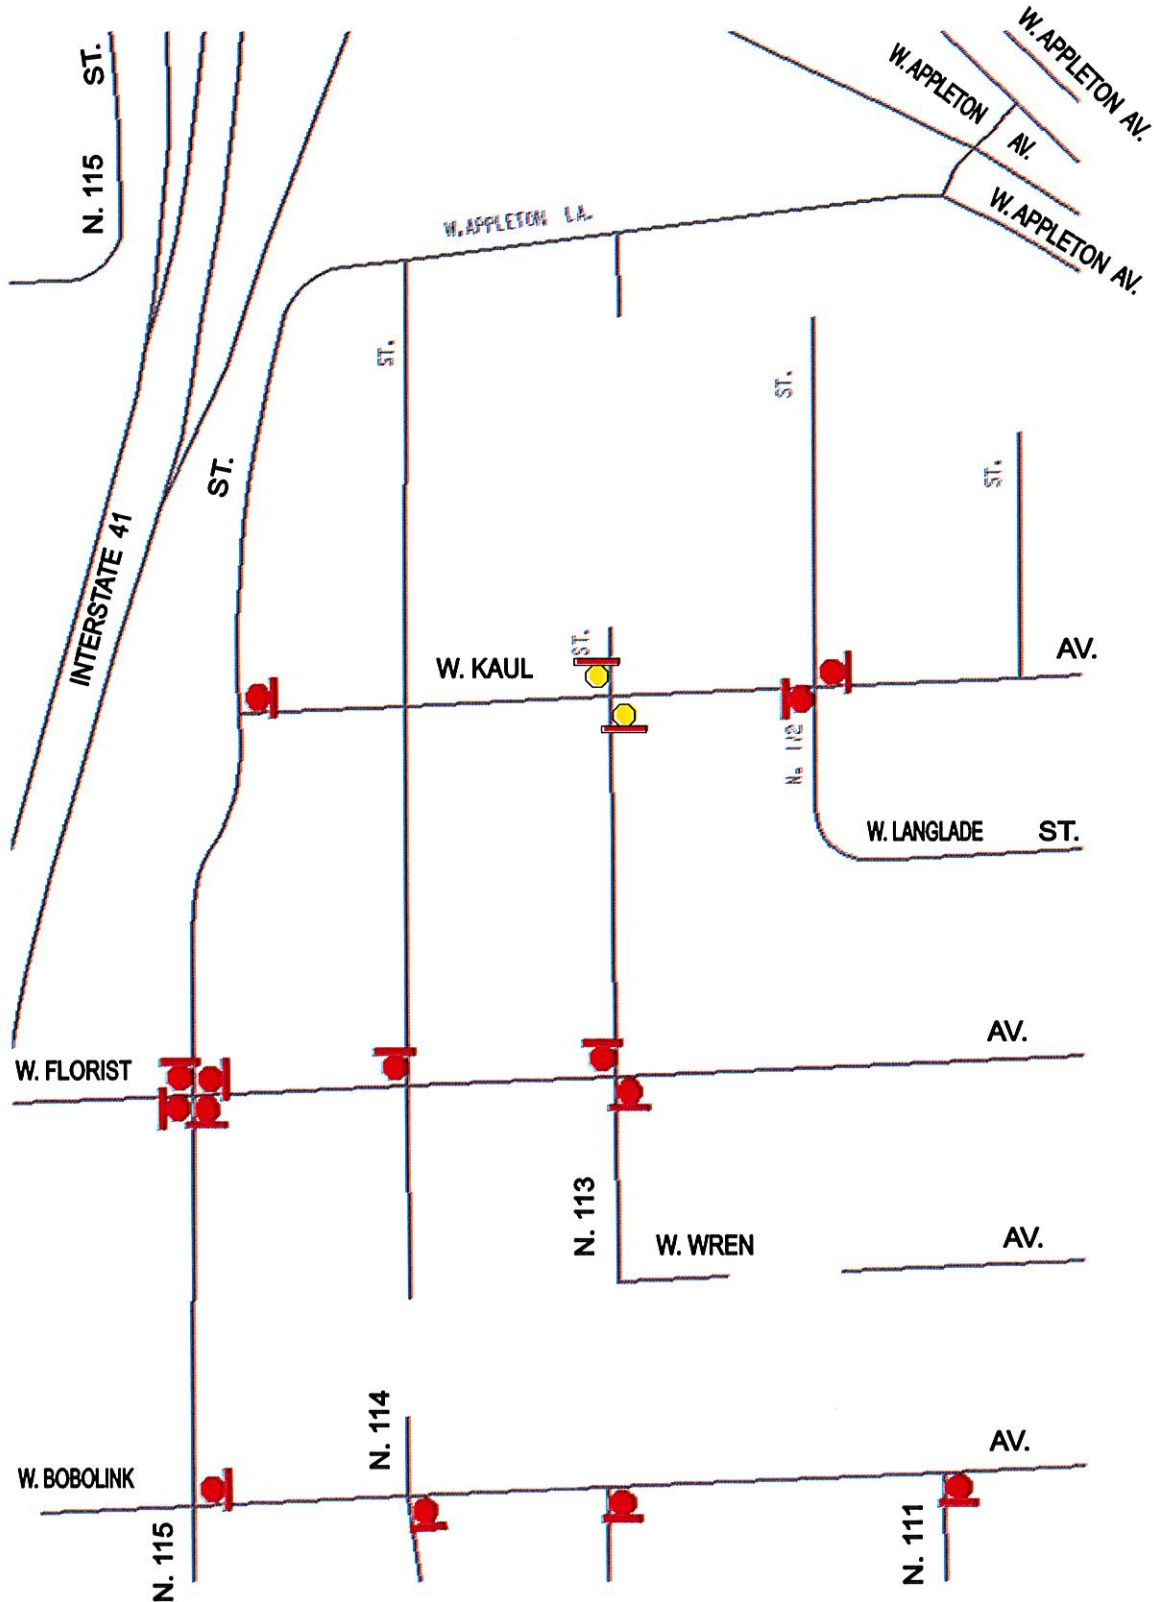 N. 115 ST.
W. APPLETON AV.
W. APPLETON AV.
W. APPLETON AV.
W. APPLETON LA.
ST.
ST.
ST.
ST.
INTERSTATE 41
ST.
W. KAUL AV.
N. 112
W. LANGLADE ST.
W. FLORIST AV.
N. 113
W. WREN AV.
N. 114
W. BOBOLINK AV.
N. 115
N. 111